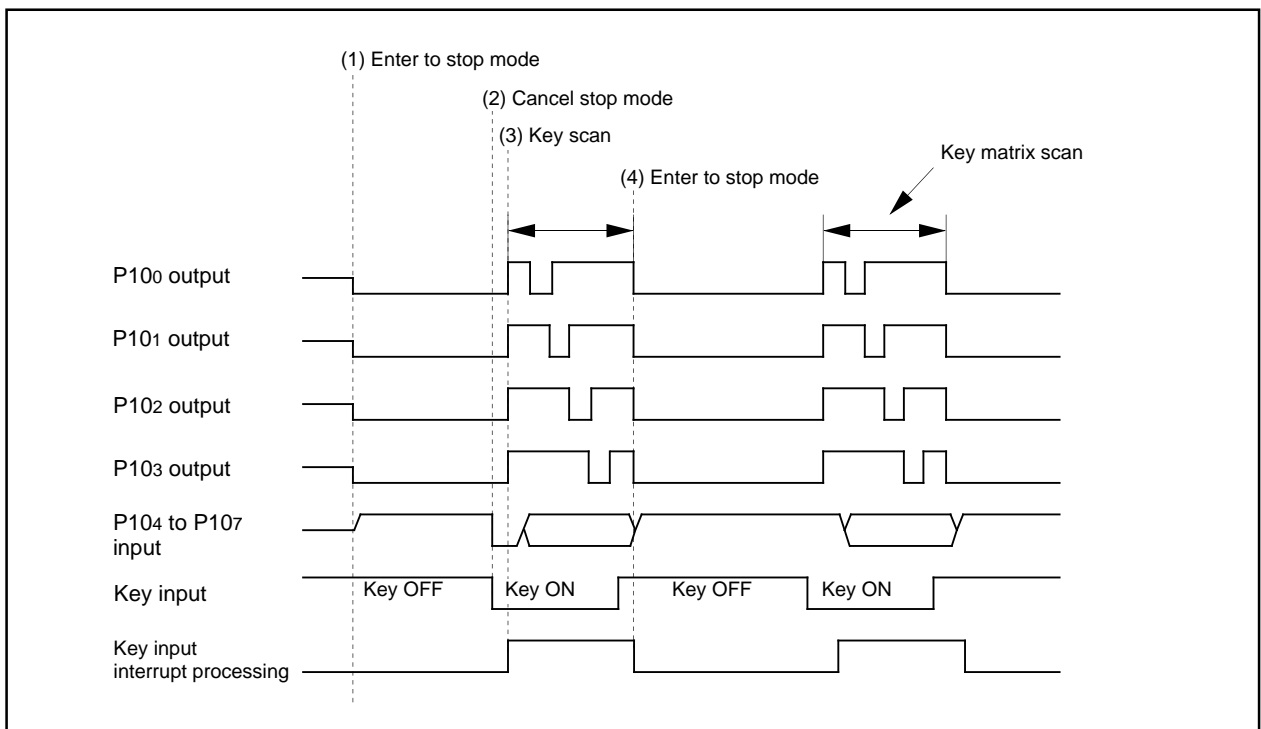 (1) Enter to stop mode
(2) Cancel stop mode
(3) Key scan
Key matrix scan
(4) Enter to stop mode
P100 output
P101 output
P102 output
P103 output
P104 to P107
input
Key input
Key OFF
Key ON
Key OFF
Key ON
Key input
interrupt processing